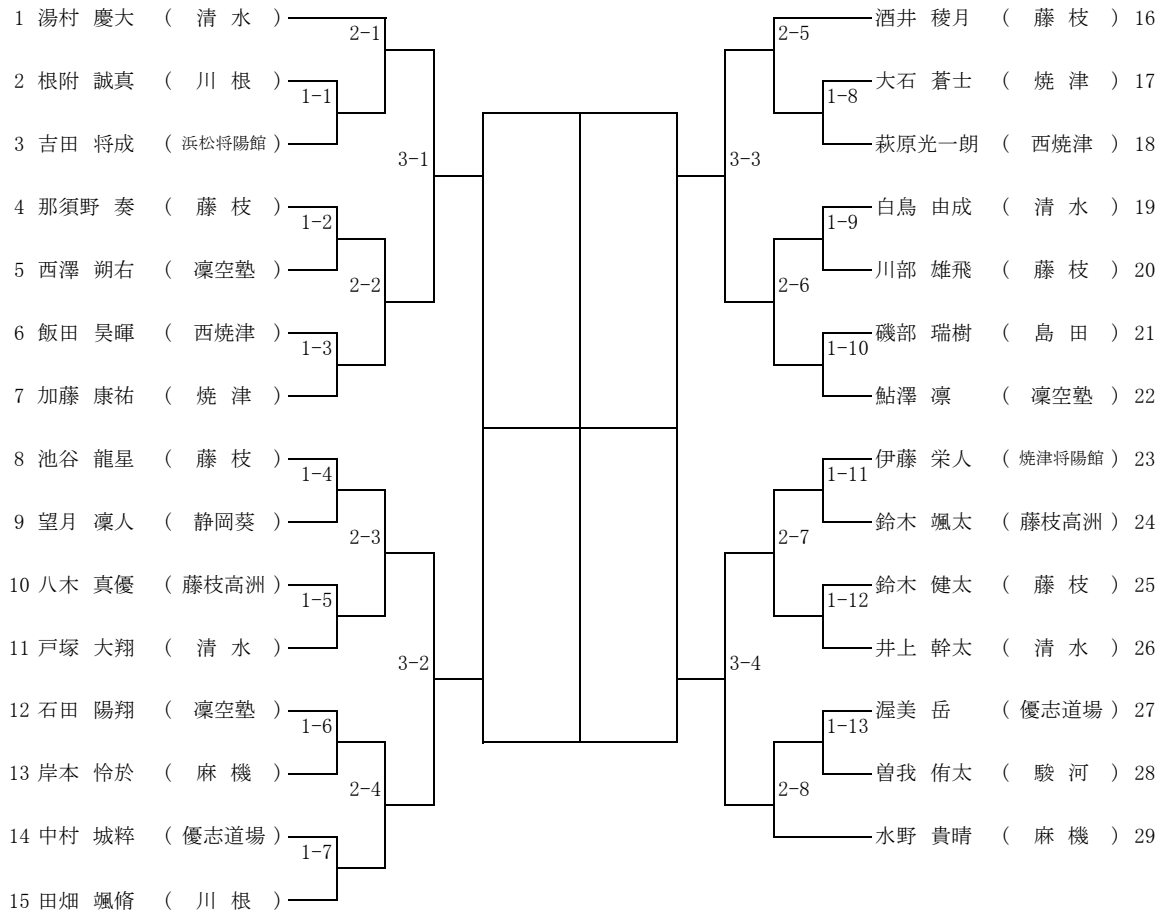 1 湯村 慶大 ( 清 水 )
2-1
2 根附 誠真 ( 川 根 )
1-1
3 吉田 将成 ( 浜松将陽館 )
3-1
4 那須野 奏 ( 藤 枝 )
1-2
5 西澤 朔右 ( 凜空塾 )
2-2
6 飯田 昊暉 ( 西焼津 )
1-3
7 加藤 康祐 ( 焼 津 )
8 池谷 龍星 ( 藤 枝 )
1-4
9 望月 凜人 ( 静岡葵 )
2-3
10 八木 真優 ( 藤枝高洲 )
1-5
11 戸塚 大翔 ( 清 水 )
3-2
12 石田 陽翔 ( 凜空塾 )
1-6
13 岸本 怜於 ( 麻 機 )
2-4
14 中村 城粹 ( 優志道場 )
1-7
15 田畑 颯脩 ( 川 根 )
酒井 稜月 ( 藤 枝 ) 16
2-5
大石 蒼士 ( 焼 津 ) 17
1-8
萩原光一朗 ( 西焼津 ) 18
3-3
白鳥 由成 ( 清 水 ) 19
1-9
川部 雄飛 ( 藤 枝 ) 20
2-6
磯部 瑞樹 ( 島 田 ) 21
1-10
鮎澤 凛 ( 凜空塾 ) 22
伊藤 栄人 ( 焼津将陽館 ) 23
1-11
鈴木 颯太 ( 藤枝高洲 ) 24
2-7
鈴木 健太 ( 藤 枝 ) 25
1-12
井上 幹太 ( 清 水 ) 26
3-4
渥美 岳 ( 優志道場 ) 27
1-13
曽我 侑太 ( 駿 河 ) 28
2-8
水野 貴晴 ( 麻 機 ) 29